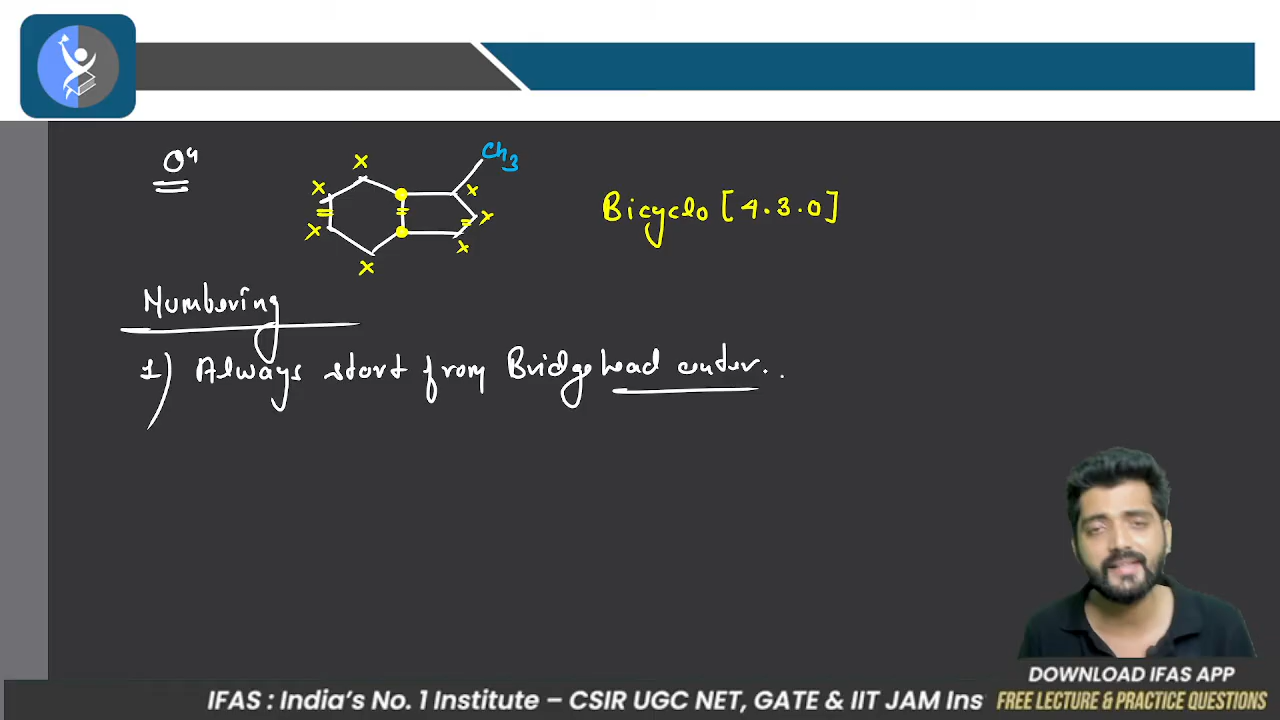 Qⁿ
CH₃
x x x x x x x
Bicyclo [4.3.0]
Numbering
1) Always start from Bridgehead center..
DOWNLOAD IFAS APP
IFAS : India’s No. 1 Institute – CSIR UGC NET, GATE & IIT JAM Ins
FREE LECTURE & PRACTICE QUESTIONS